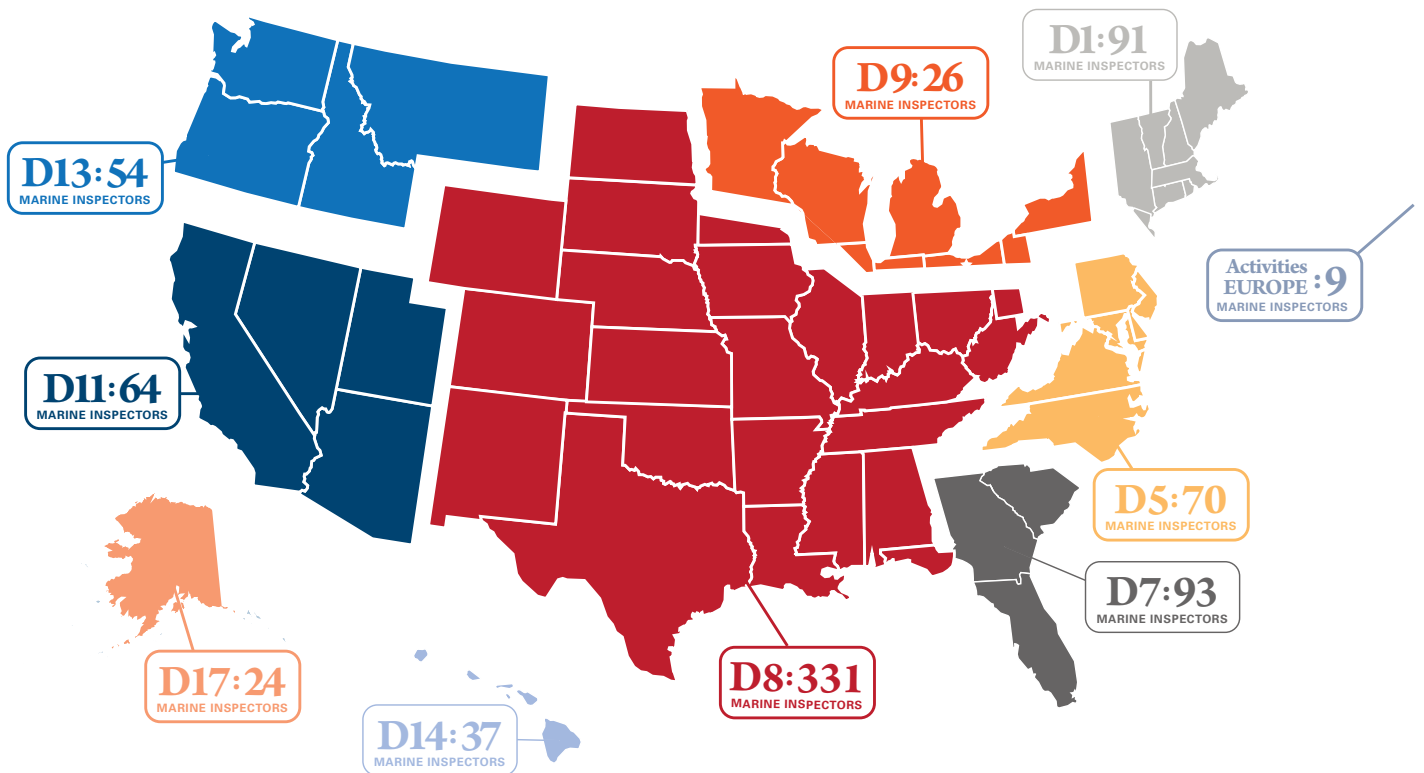 D1:91
MARINE INSPECTORS
D9:26
MARINE INSPECTORS
D13:54
MARINE INSPECTORS
Activities
EUROPE :9
MARINE INSPECTORS
D11:64
MARINE INSPECTORS
D5:70
MARINE INSPECTORS
D7:93
MARINE INSPECTORS
D17:24
MARINE INSPECTORS
D8:331
MARINE INSPECTORS
D14:37
MARINE INSPECTORS